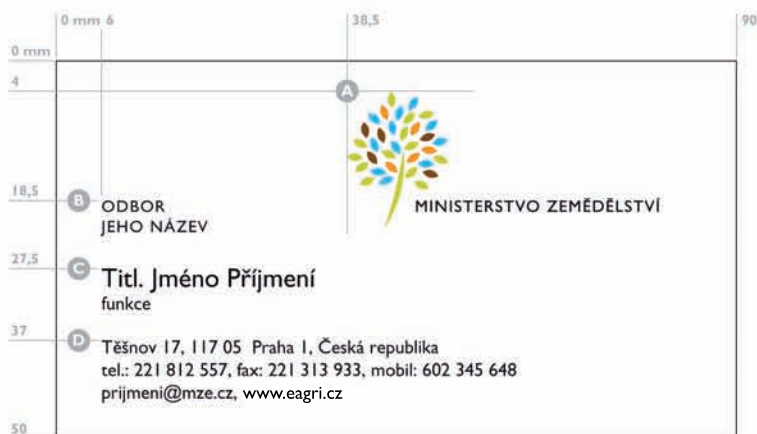 0 mm 6 38,5 90
0 mm
4
A
18,5
B ODBOR
JEHO NÁZEV
MINISTERSTVO ZEMĚDĚLSTVÍ
27,5
C Titl. Jméno Příjmení
funkce
37
D Těšnov 17, 117 05 Praha 1, Česká republika
tel.: 221 812 557, fax: 221 313 933, mobil: 602 345 648
prijmeni@mze.cz, www.eagri.cz
50